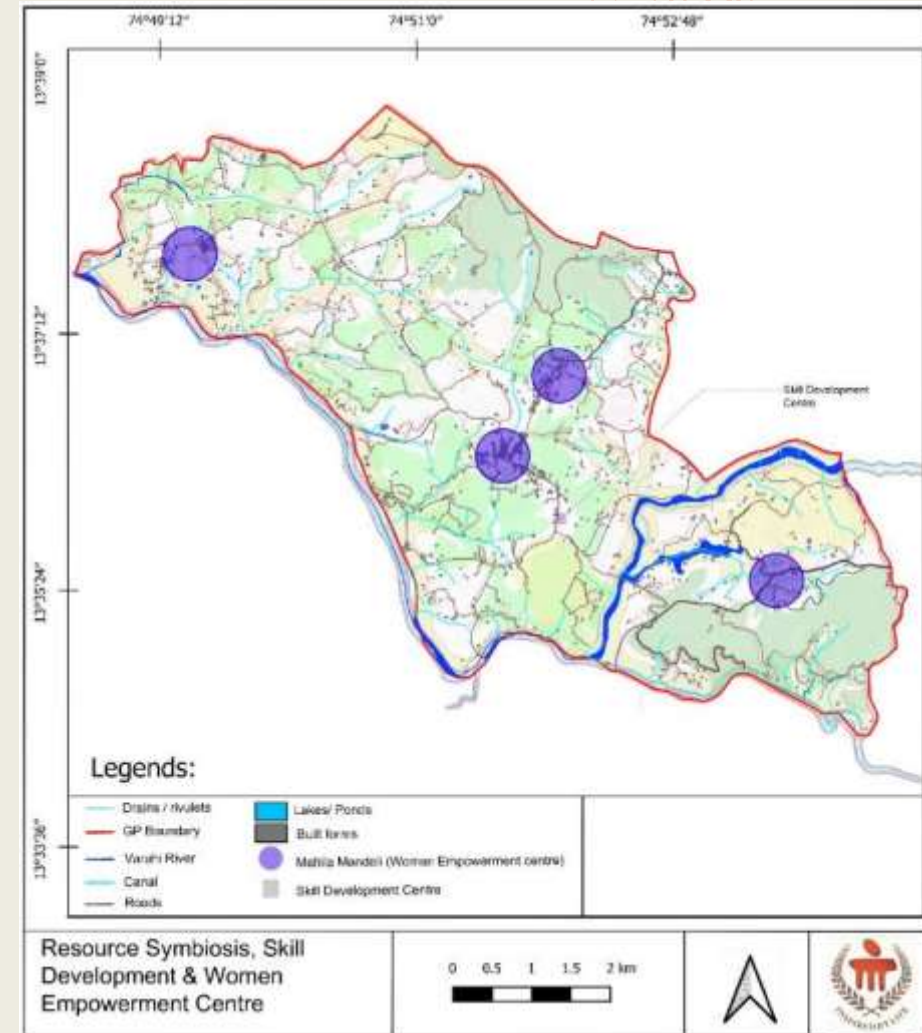 74°49'12"
74°51'0"
74°52'48"
13°39'0"
13°37'12"
13°35'24"
13°33'36"
Skill Development
Centre
Legends:
Drains / rivulets
GP Boundary
Varahi River
Canal
Roads
Lakes/ Ponds
Built forms
Mahila Mandali (Women Empowerment centre)
Skill Development Centre
Resource Symbiosis, Skill
Development & Women
Empowerment Centre
0 0.5 1 1.5 2 km